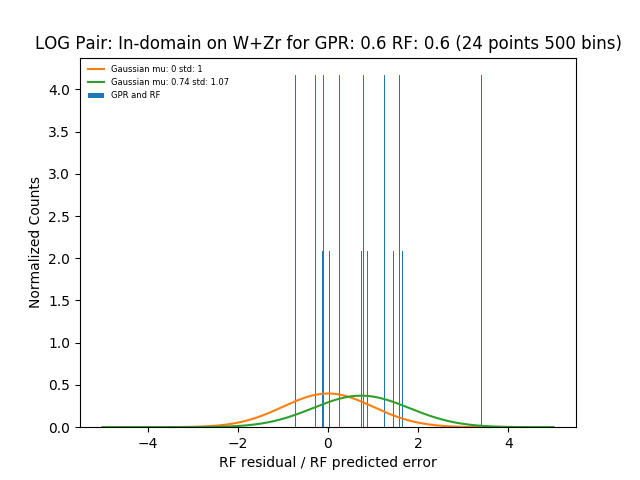 LOG Pair: In-domain on W+Zr for GPR: 0.6 RF: 0.6 (24 points 500 bins)
Gaussian mu: 0 std: 1
Gaussian mu: 0.74 std: 1.07
GPR and RF
Normalized Counts
4.0
3.5
3.0
2.5
2.0
1.5
1.0
0.5
0.0
−4
−2
0
2
4
RF residual / RF predicted error